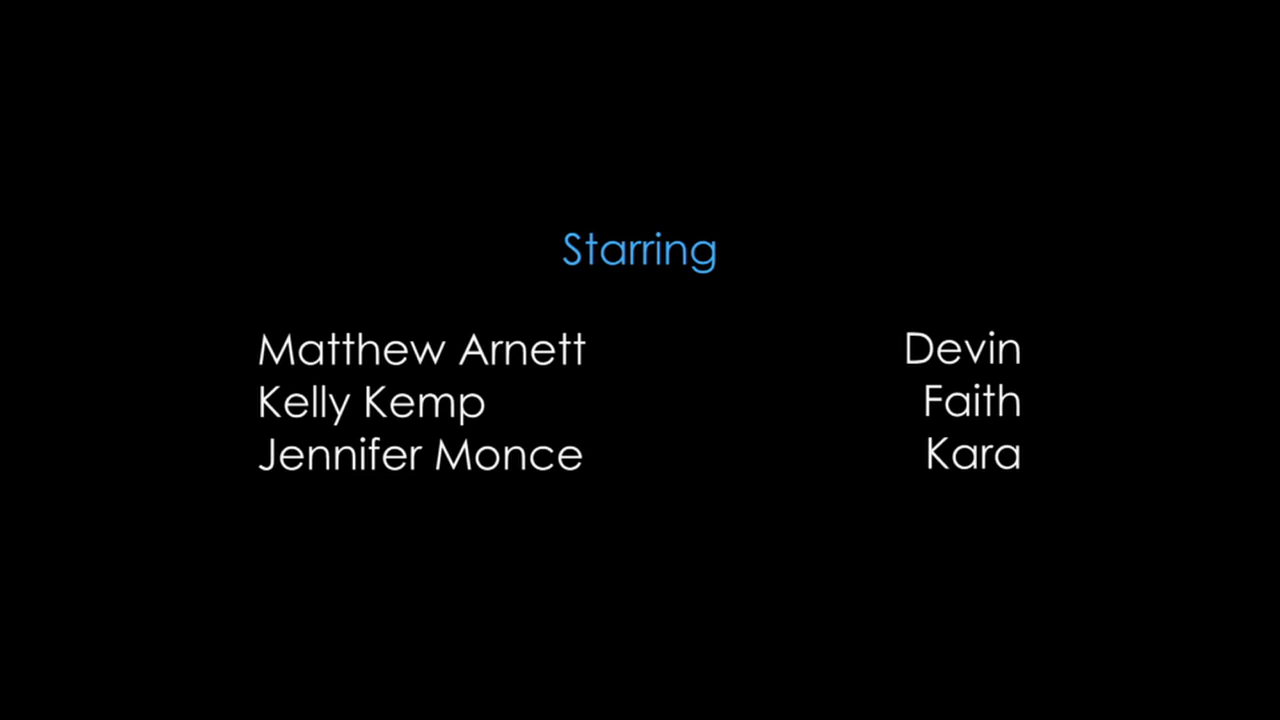 Starring
Matthew Arnett Devin
Kelly Kemp Faith
Jennifer Monce Kara